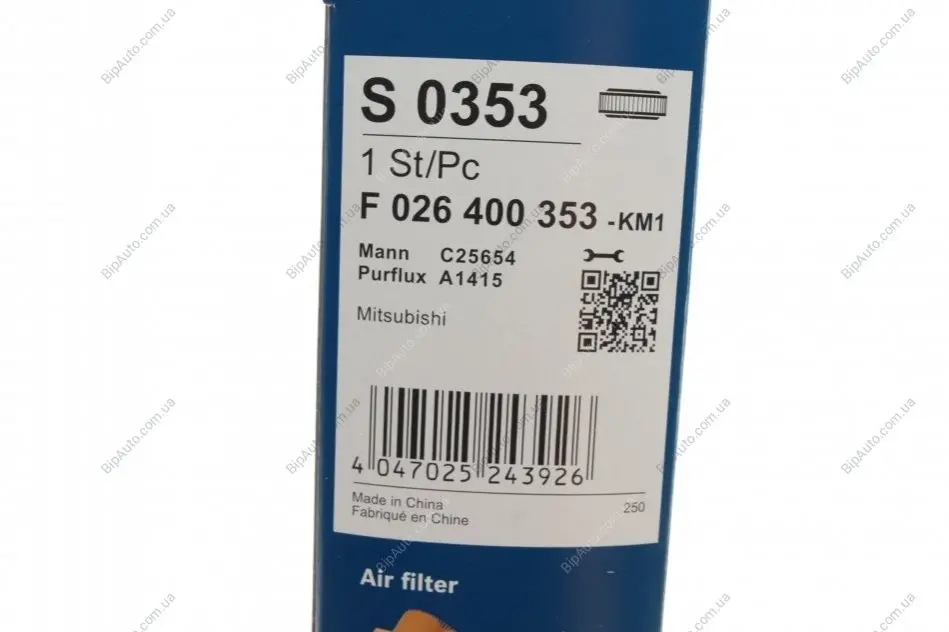 S 0353
1 St/Pc
F 026 400 353 -KM1
Mann C25654
Purflux A1415
Mitsubishi
4 047025 243926
Made in China
Fabriqué en Chine
250
Air filter
BipAuto.com.ua